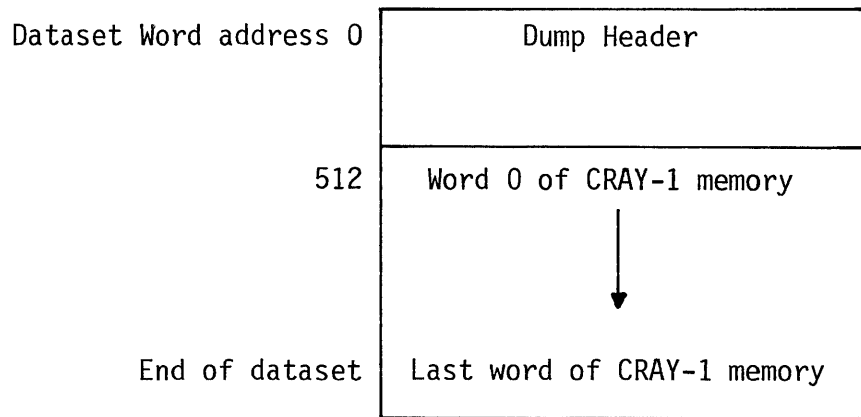 Dataset Word address 0 Dump Header
512 Word 0 of CRAY-1 memory
End of dataset Last word of CRAY-1 memory